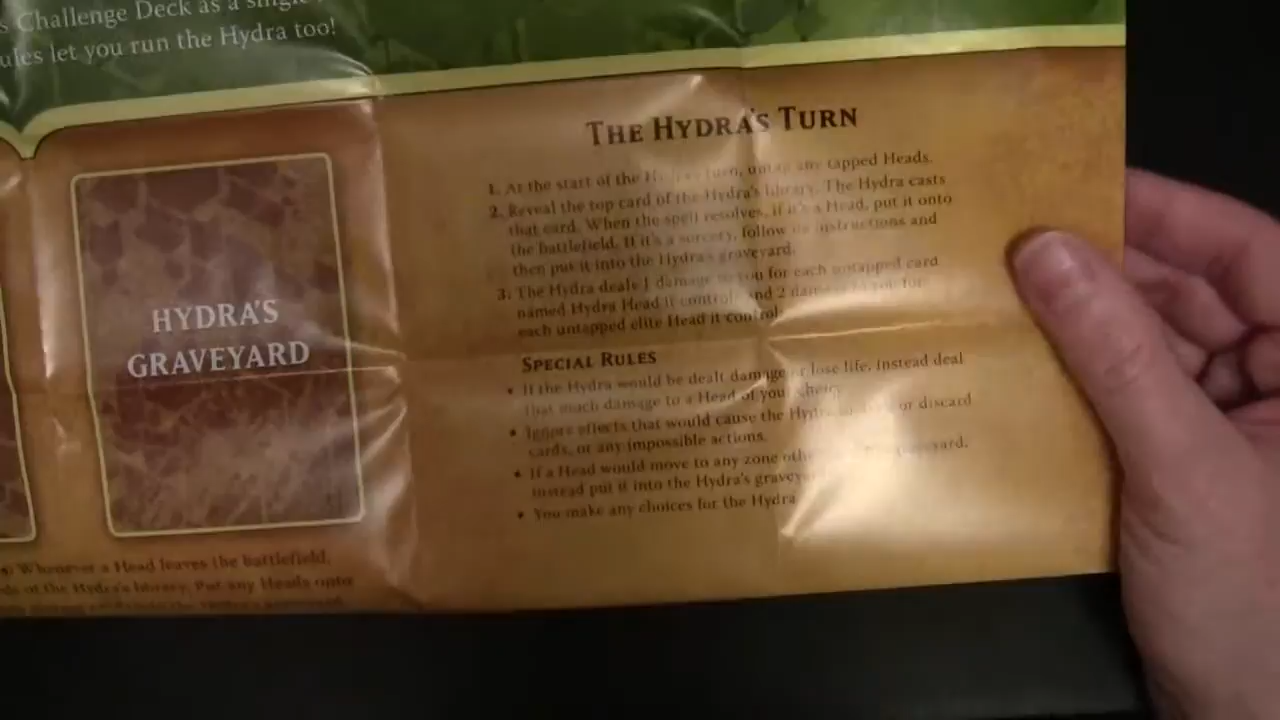 s Challenge Deck as a single
ules let you run the Hydra too!
HYDRA'S
GRAVEYARD
Whenever a Head leaves the battlefield,
of the Hydra's library. Put any Heads onto
THE HYDRA'S TURN
1. At the start of the Hydra's turn, untap any tapped Heads.
2. Reveal the top card of the Hydra's library. The Hydra casts
that card. When the spell resolves, if it's a Head, put it onto
the battlefield. If it's a sorcery, follow its instructions and
then put it into the Hydra's graveyard.
3. The Hydra deals 1 damage to you for each untapped card
named Hydra Head it controls and 2 damage to you for
each untapped elite Head it control
SPECIAL RULES
• If the Hydra would be dealt damage or lose life, instead deal
that much damage to a Head of your choice.
• Ignore effects that would cause the Hydra or discard
cards, or any impossible actions.
• If a Head would move to any zone oth graveyard,
instead put it into the Hydra's gravey
• You make any choices for the Hydra